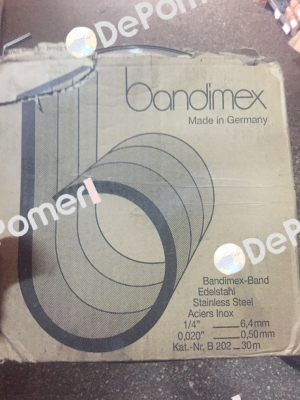 DePomer
bandimex
Made in Germany
DePomer
DePo
Bandimex-Band
Edelstahl
Stainless Steel
Aciers Inox
1/4" 6,4mm
0,020" 0,50mm
Kat.-Nr. B 202 30m